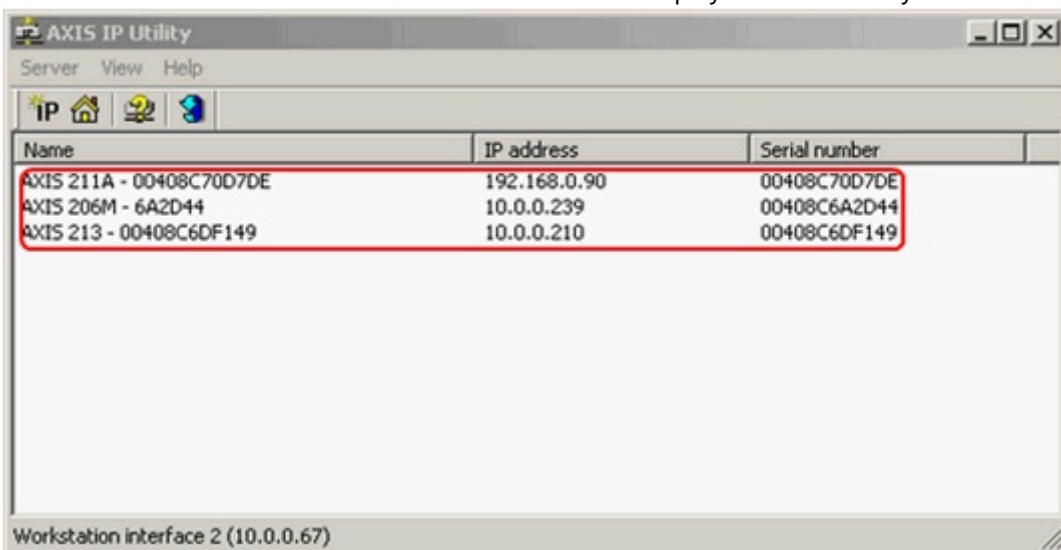 AXIS IP Utility
Server View Help
IP
Name IP address Serial number
AXIS 211A - 00408C70D7DE 192.168.0.90 00408C70D7DE
AXIS 206M - 6A2D44 10.0.0.239 00408C6A2D44
AXIS 213 - 00408C6DF149 10.0.0.210 00408C6DF149
Workstation interface 2 (10.0.0.67)